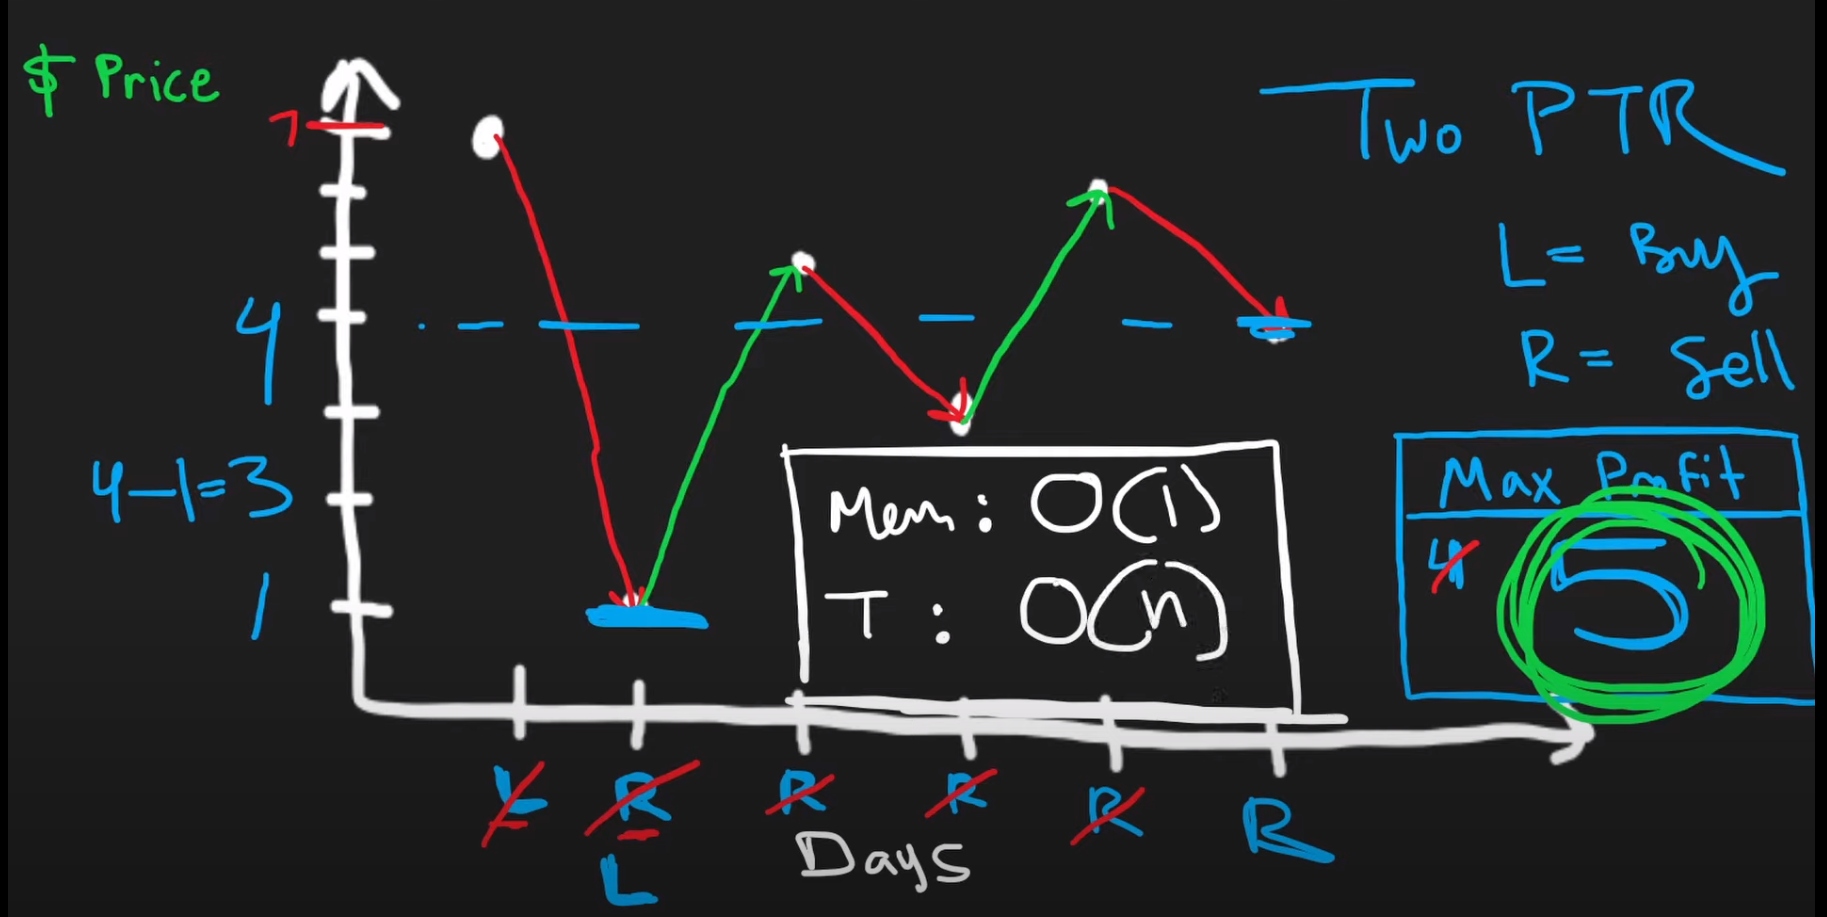 $ Price
7
Two PTR
L = Buy
R = Sell
4
4-1=3
1
Mem: O(1)
T : O(n)
Max Profit
4 5
L R R R R R
L
Days